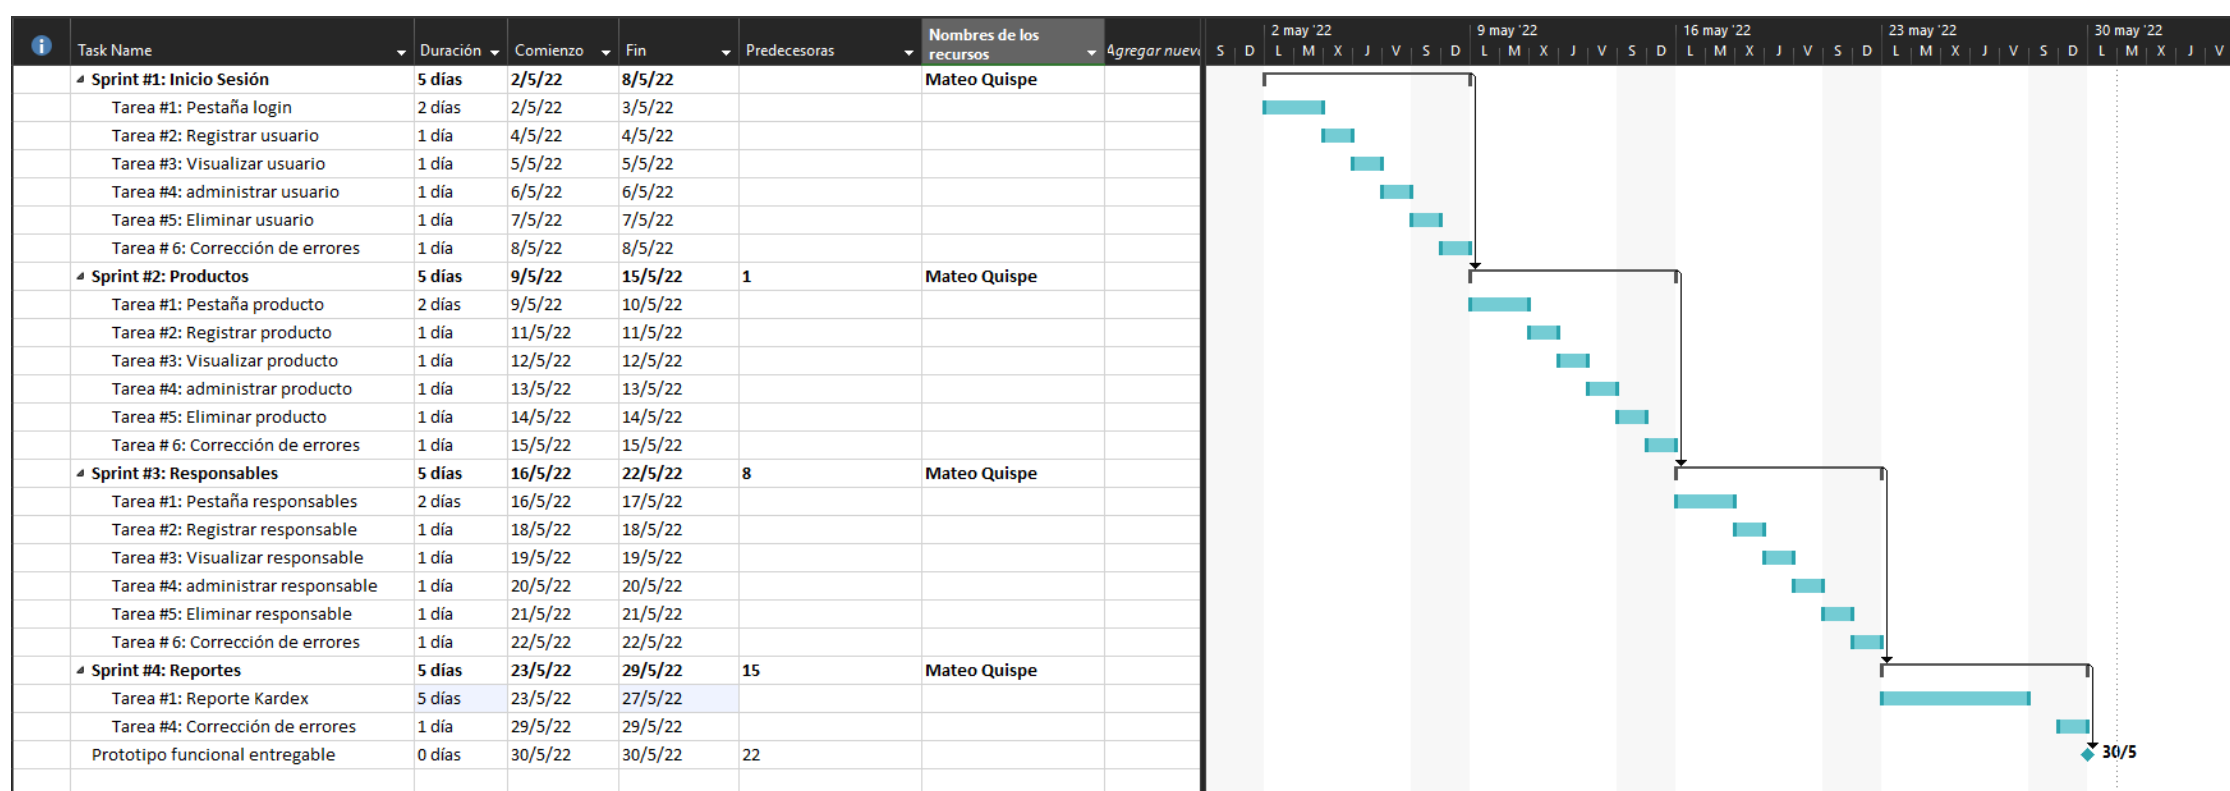 Task Name Duración Comienzo Fin Predecesoras Nombres de los recursos Agregar nuev
2 may '22 9 may '22 16 may '22 23 may '22 30 may '22
S D L M X J V S D L M X J V S D L M X J V S D L M X J V S D L M X J V
Sprint #1: Inicio Sesión 5 días 2/5/22 8/5/22 Mateo Quispe
Tarea #1: Pestaña login 2 días 2/5/22 3/5/22
Tarea #2: Registrar usuario 1 día 4/5/22 4/5/22
Tarea #3: Visualizar usuario 1 día 5/5/22 5/5/22
Tarea #4: administrar usuario 1 día 6/5/22 6/5/22
Tarea #5: Eliminar usuario 1 día 7/5/22 7/5/22
Tarea # 6: Corrección de errores 1 día 8/5/22 8/5/22
Sprint #2: Productos 5 días 9/5/22 15/5/22 1 Mateo Quispe
Tarea #1: Pestaña producto 2 días 9/5/22 10/5/22
Tarea #2: Registrar producto 1 día 11/5/22 11/5/22
Tarea #3: Visualizar producto 1 día 12/5/22 12/5/22
Tarea #4: administrar producto 1 día 13/5/22 13/5/22
Tarea #5: Eliminar producto 1 día 14/5/22 14/5/22
Tarea # 6: Corrección de errores 1 día 15/5/22 15/5/22
Sprint #3: Responsables 5 días 16/5/22 22/5/22 8 Mateo Quispe
Tarea #1: Pestaña responsables 2 días 16/5/22 17/5/22
Tarea #2: Registrar responsable 1 día 18/5/22 18/5/22
Tarea #3: Visualizar responsable 1 día 19/5/22 19/5/22
Tarea #4: administrar responsable 1 día 20/5/22 20/5/22
Tarea #5: Eliminar responsable 1 día 21/5/22 21/5/22
Tarea # 6: Corrección de errores 1 día 22/5/22 22/5/22
Sprint #4: Reportes 5 días 23/5/22 29/5/22 15 Mateo Quispe
Tarea #1: Reporte Kardex 5 días 23/5/22 27/5/22
Tarea #4: Corrección de errores 1 día 29/5/22 29/5/22
Prototipo funcional entregable 0 días 30/5/22 30/5/22 22 30/5